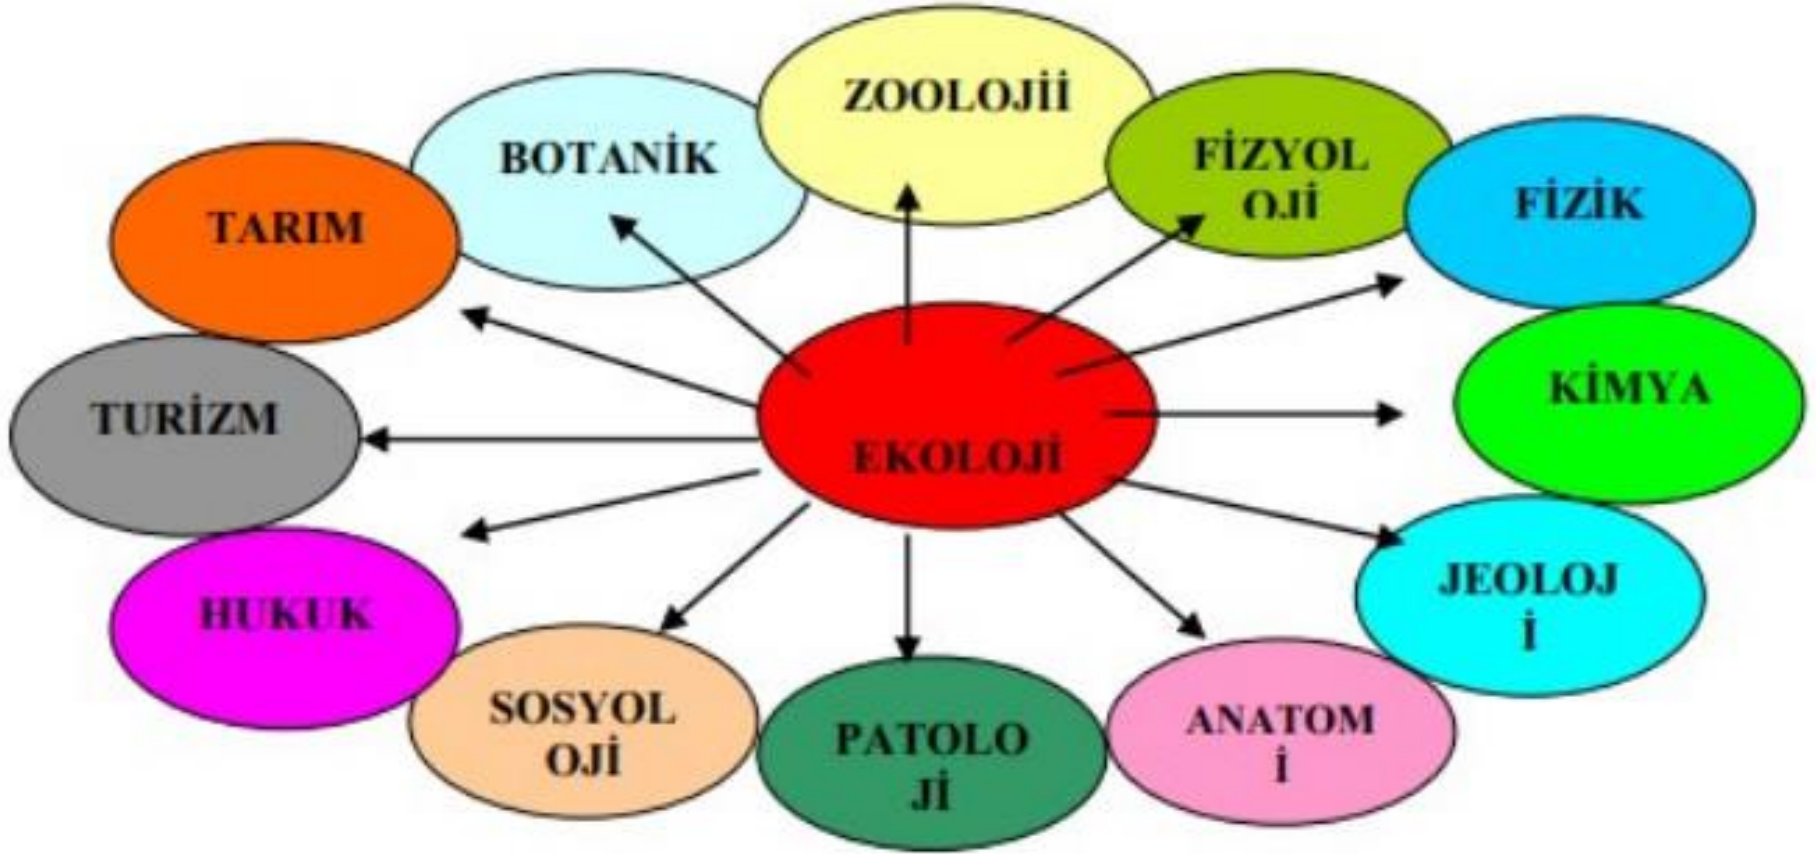 ZOOLOJİİ
BOTANİK
FİZYOL
OJİ
FİZİK
TARIM
KİMYA
TURİZM
EKOLOJİ
JEOLOJ
İ
HUKUK
SOSYOL
OJİ
PATOLO
Jİ
ANATOM
İ